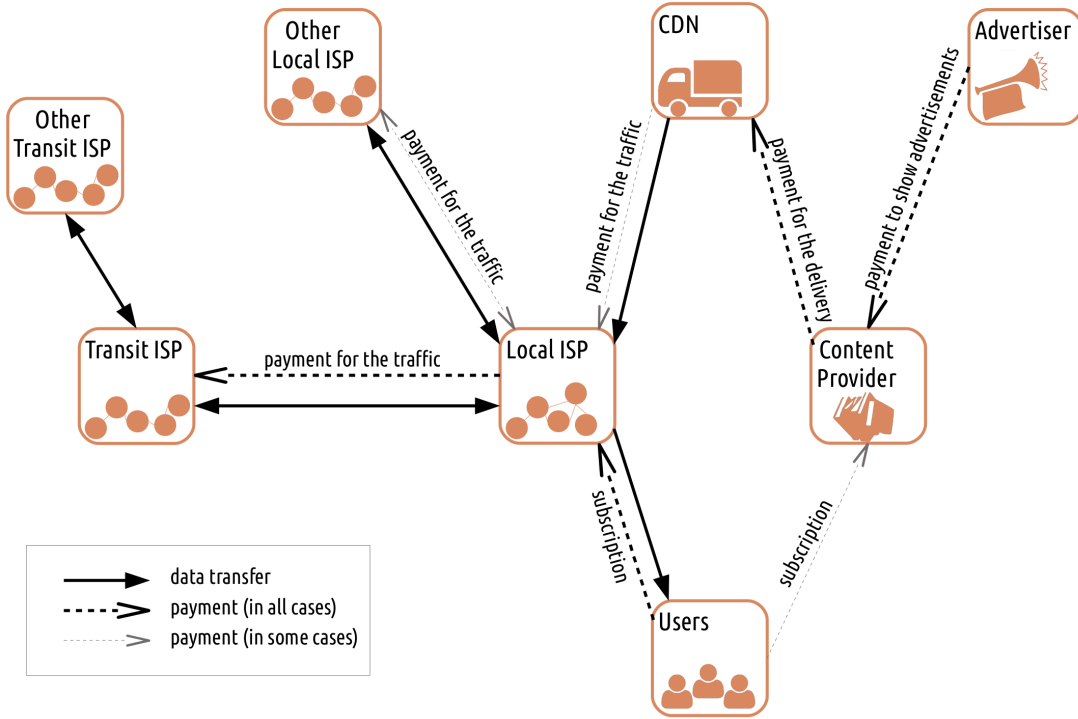 Other
Local ISP
CDN
Advertiser
Other
Transit ISP
payment for the traffic
payment for the traffic
payment for the delivery
payment to show advertisements
Transit ISP
payment for the traffic
Local ISP
Content
Provider
subscription
subscription
data transfer
payment (in all cases)
payment (in some cases)
Users